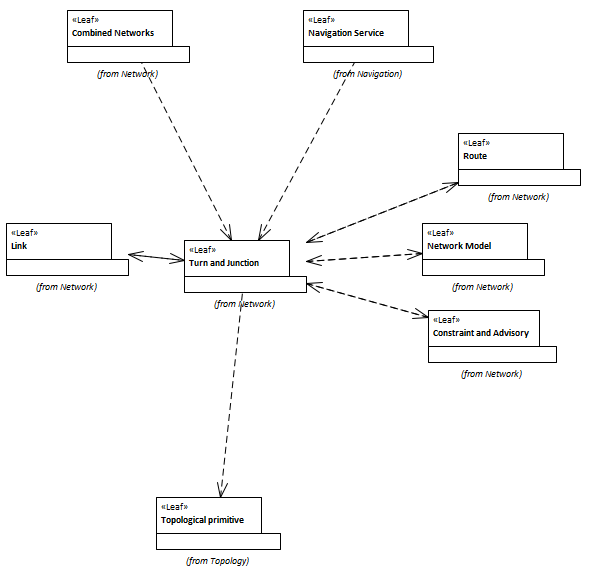 «Leaf»
Combined Networks
(from Network)
«Leaf»
Navigation Service
(from Navigation)
«Leaf»
Route
(from Network)
«Leaf»
Link
(from Network)
«Leaf»
Turn and Junction
(from Network)
«Leaf»
Network Model
(from Network)
«Leaf»
Constraint and Advisory
(from Network)
«Leaf»
Topological primitive
(from Topology)